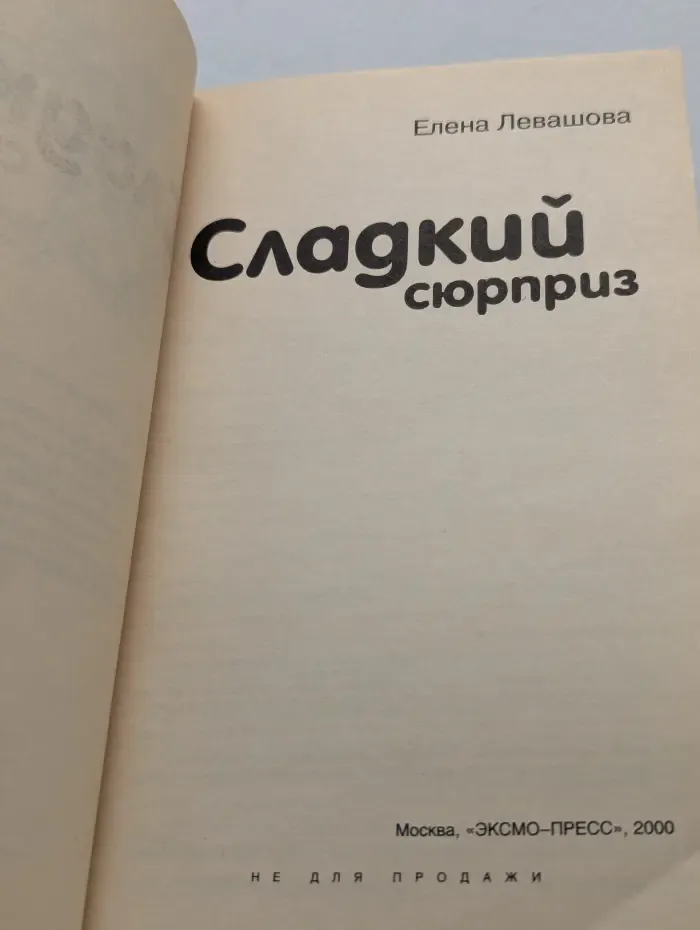 Елена Левашова
Сладкий
сюрприз
Москва, «ЭКСМО–ПРЕСС», 2000
НЕ ДЛЯ ПРОДАЖИ